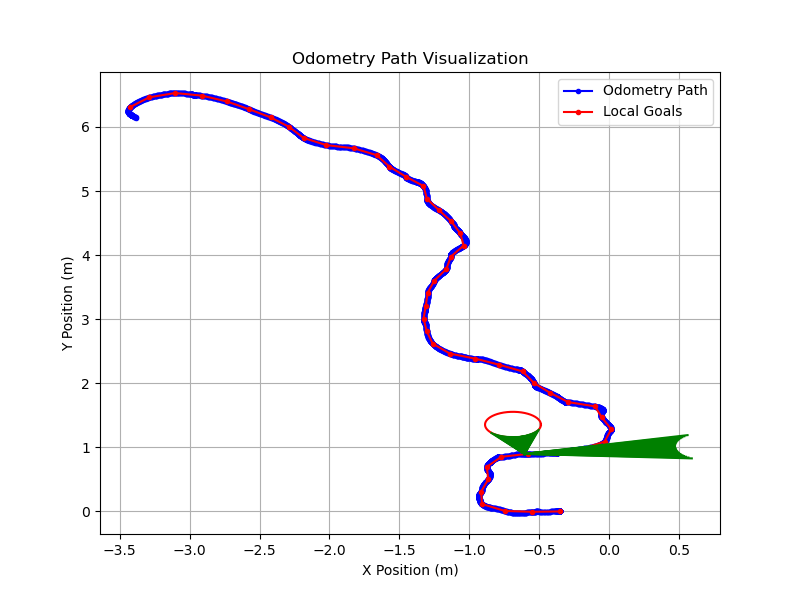 Odometry Path Visualization
Odometry Path
Local Goals
Y Position (m)
6
5
4
3
2
1
0
−3.5 −3.0 −2.5 −2.0 −1.5 −1.0 −0.5 0.0 0.5
X Position (m)